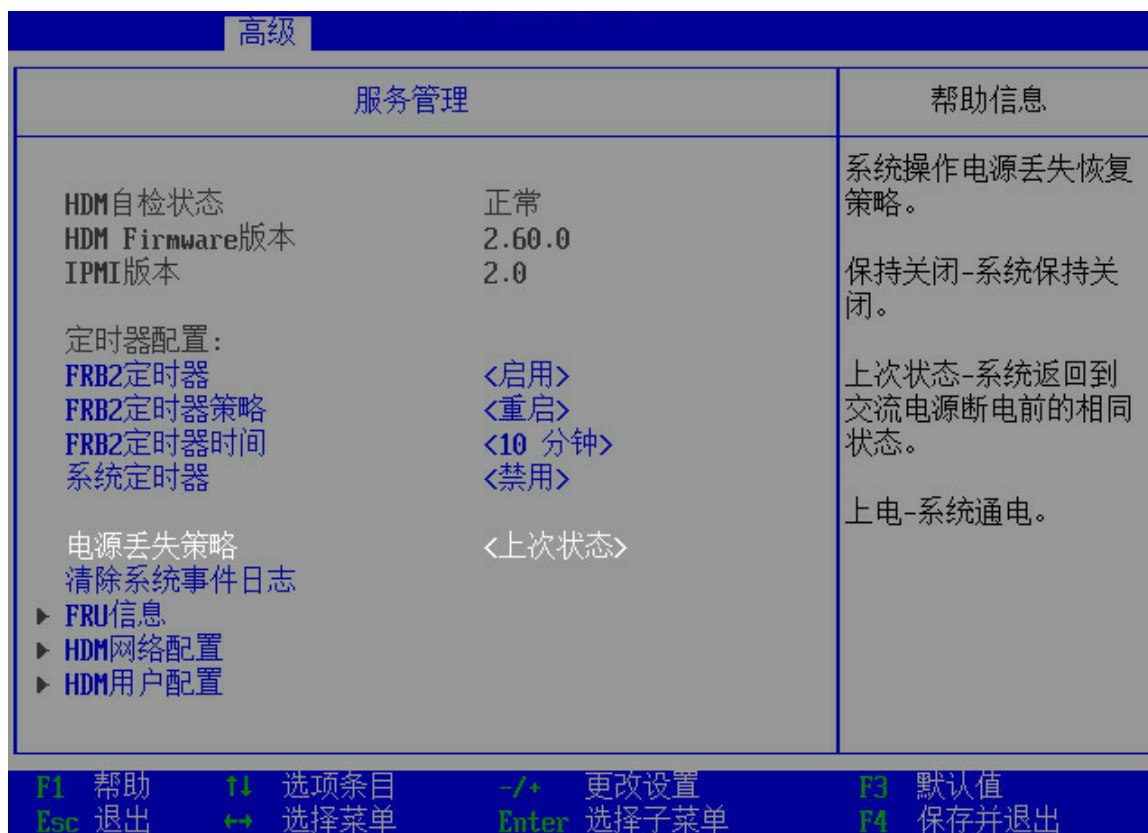 高级
服务管理
HDM自检状态 正常
HDM Firmware版本 2.60.0
IPMI版本 2.0
定时器配置:
FRB2定时器 <启用>
FRB2定时器策略 <重启>
FRB2定时器时间 <10 分钟>
系统定时器 <禁用>
电源丢失策略 <上次状态>
清除系统事件日志
FRU信息
HDM网络配置
HDM用户配置
帮助信息
系统操作电源丢失恢复
策略。
保持关闭-系统保持关
闭。
上次状态-系统返回到
交流电源断电前的相同
状态。
上电-系统通电。
F1 帮助 ↑↓ 选项条目 -/+ 更改设置 F3 默认值
Esc 退出 ←→ 选择菜单 Enter 选择子菜单 F4 保存并退出